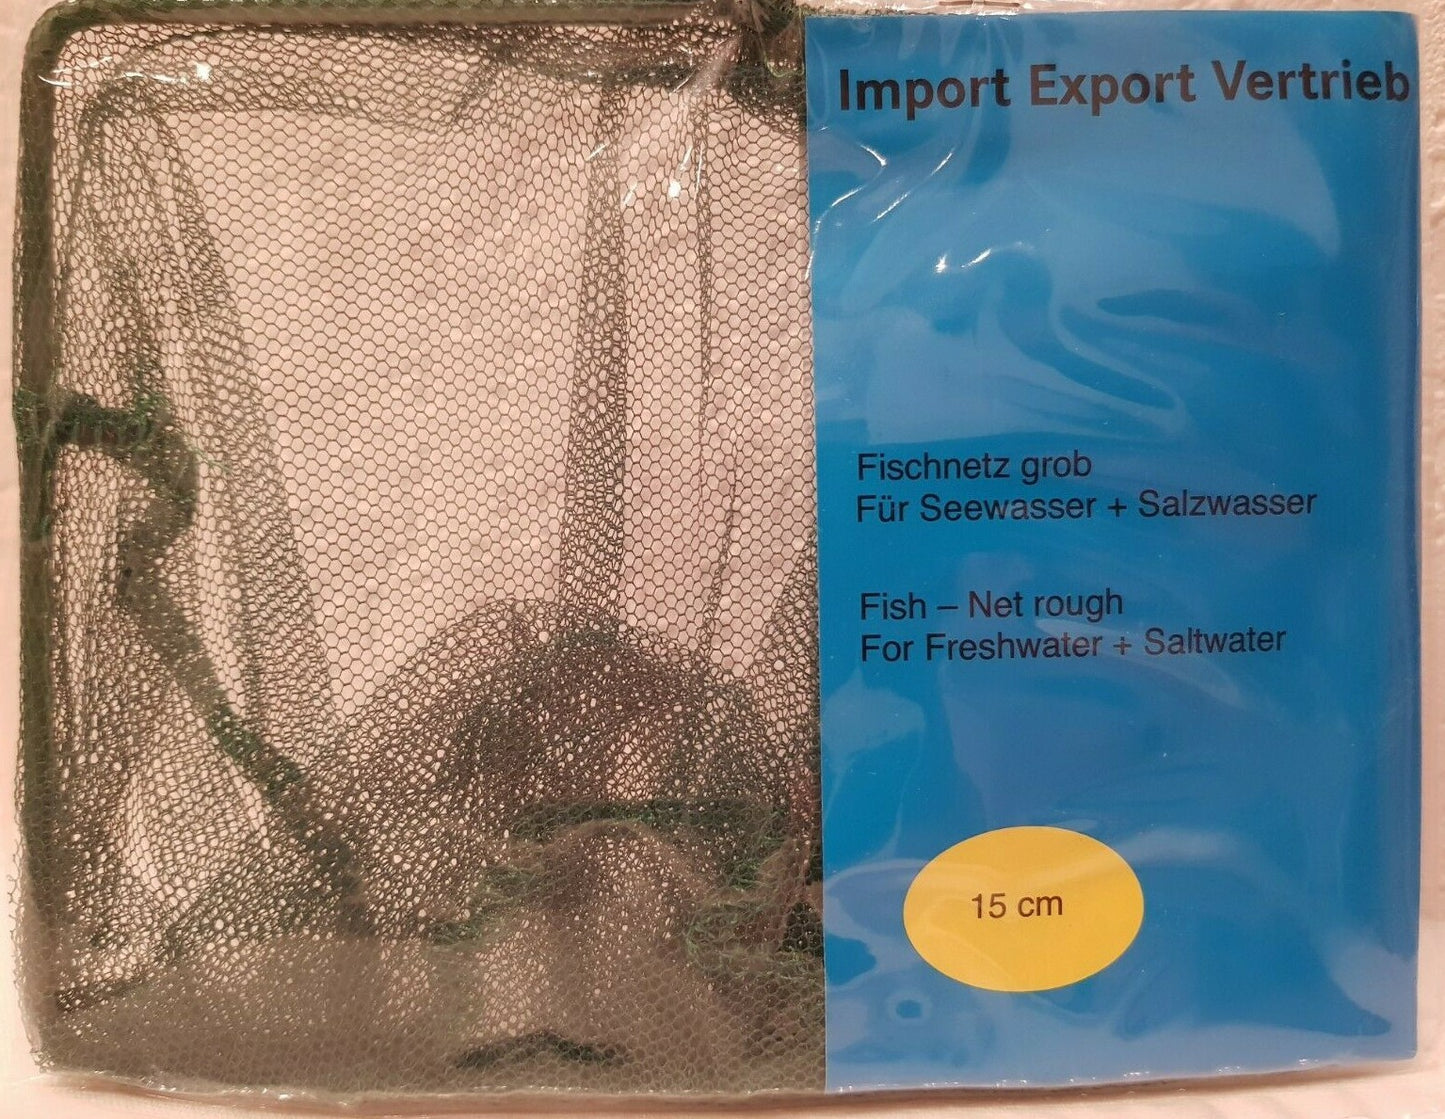 Import Export Vertrieb
Fischnetz grob
Für Seewasser + Salzwasser
Fish – Net rough
For Freshwater + Saltwater
15 cm